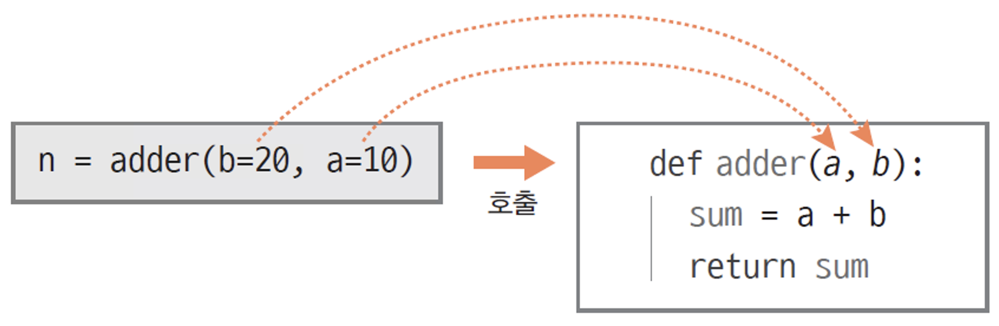 n = adder(b=20, a=10)
호출
def adder(a, b):
sum = a + b
return sum